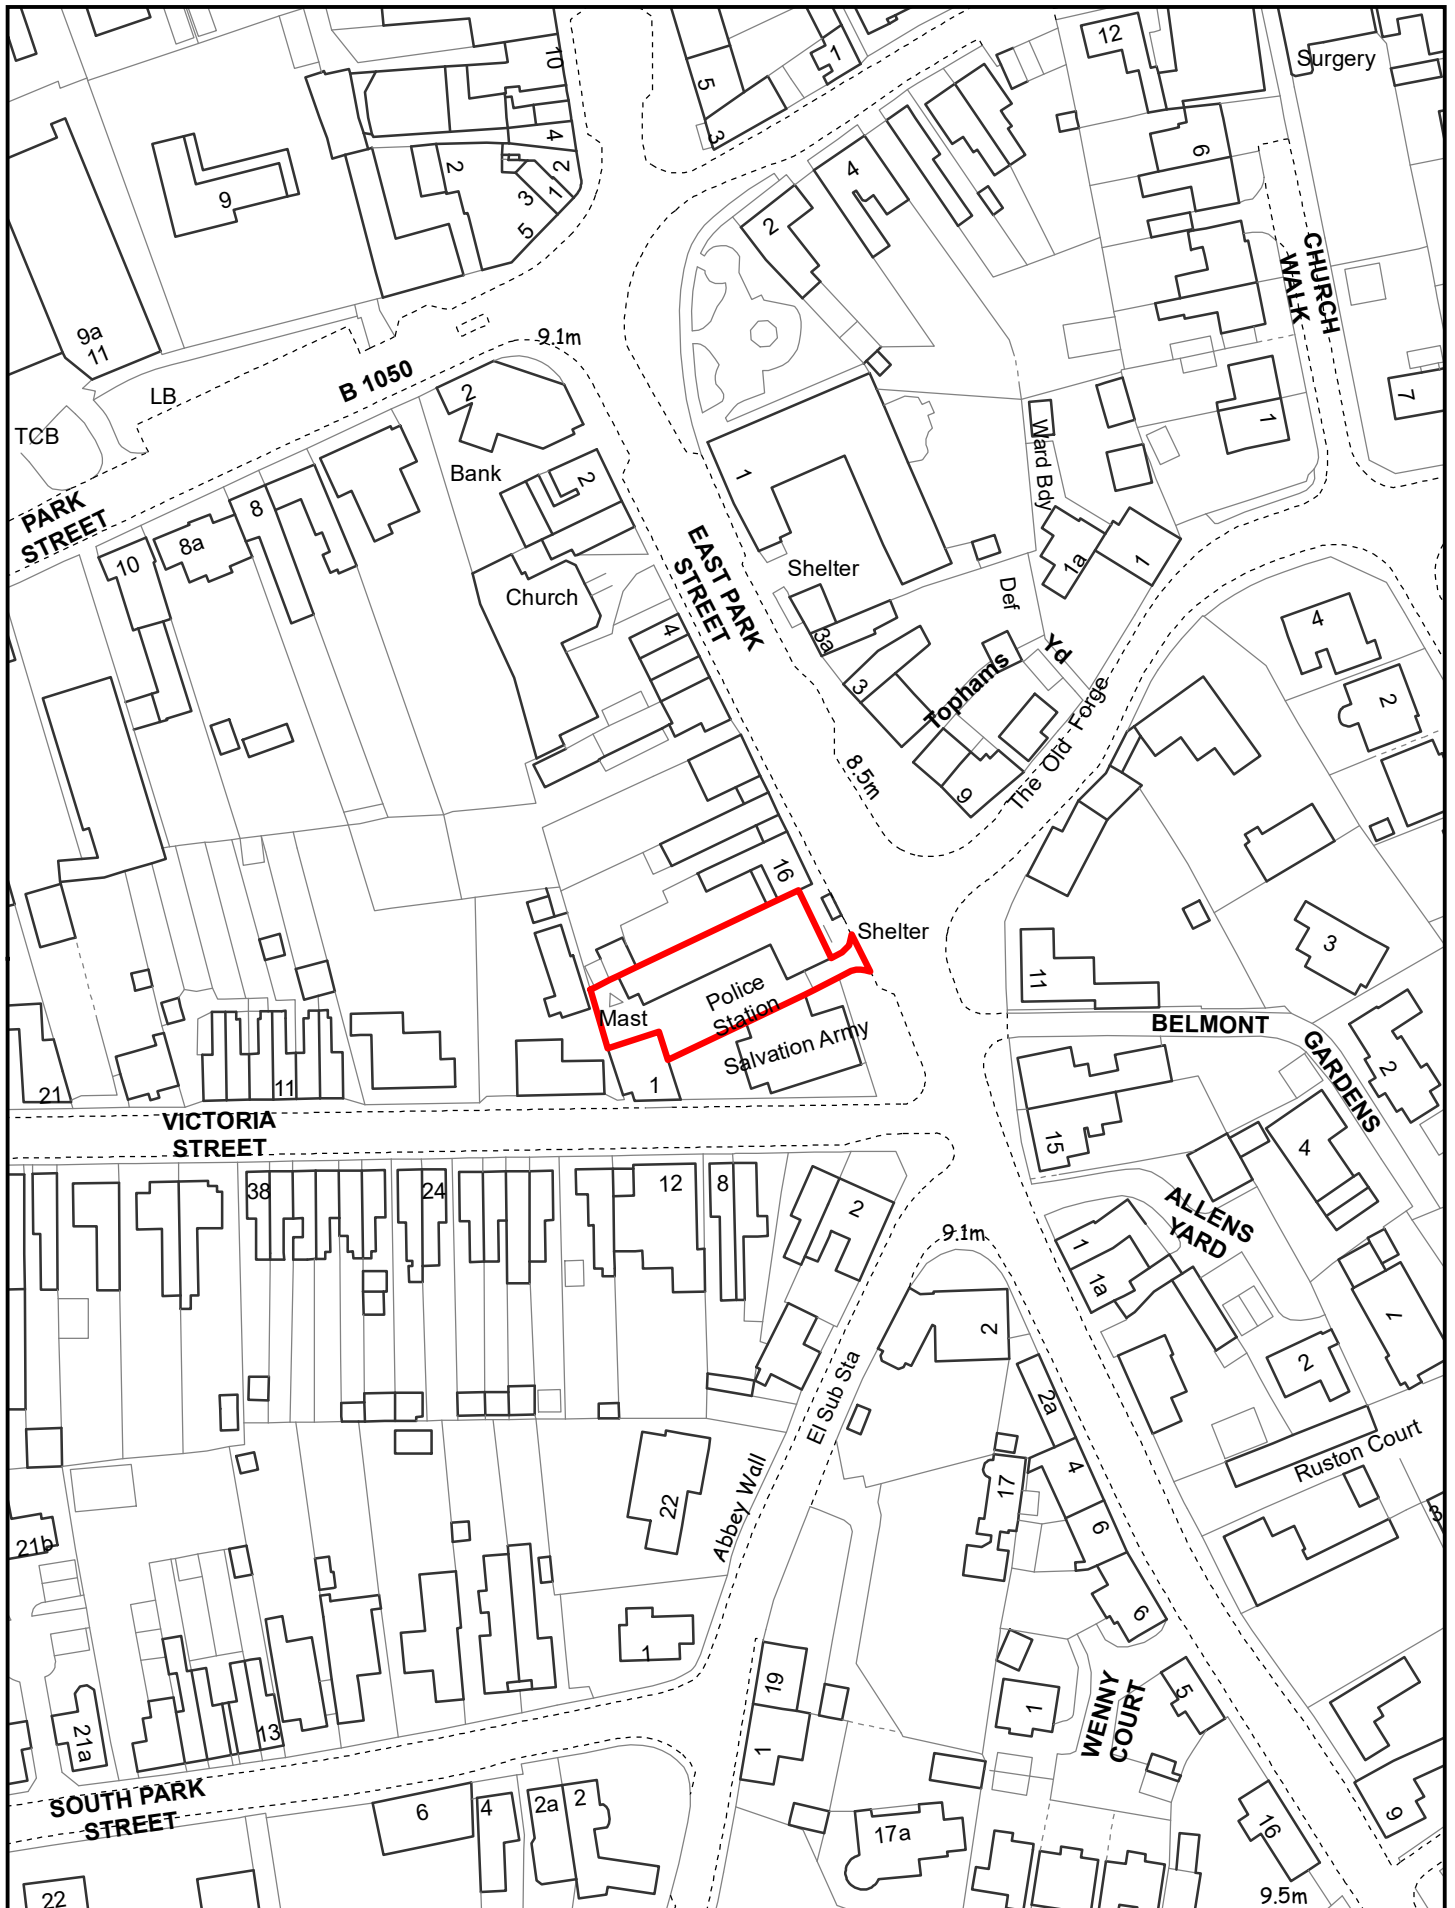 10
5
1
3
12
Surgery
4
2
2
3
1
5
9
4
2
6
CHURCH
WALK
9a
11
LB
B 1050
9.1m
2
TCB
Bank
2
1
Ward Bdy
1
7
PARK
STREET
8
8a
10
EAST PARK
STREET
Church
Shelter
1a
1
Def
3a
4
4
3
Tophams
Yd
2
The Old Forge
8.5m
9
16
Shelter
3
11
Police
Station
Mast
Salvation Army
BELMONT
GARDENS
21
11
1
2
VICTORIA
STREET
15
4
38
24
12
8
2
ALLENS
YARD
9.1m
1
1a
2
7
El Sub Sta
2
2a
Abbey Wall
Ruston Court
22
17
4
6
3
21b
6
1
19
1
WENNY
COURT
5
21a
13
1
SOUTH PARK
STREET
6
4
2a
2
17a
16
9
22
9.5m